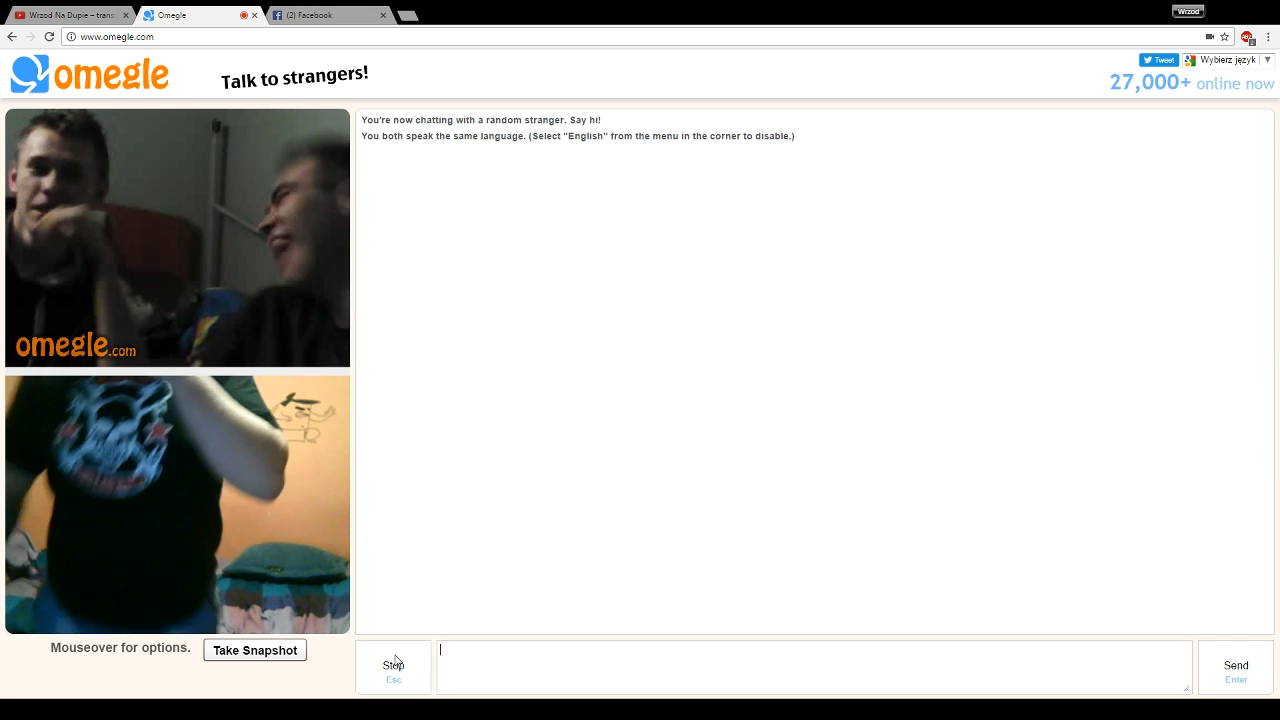 Wrzod Na Dupie – trans
Omegle
(2) Facebook
Wrzod
www.omegle.com
omegle
Talk to strangers!
Tweet
Wybierz język
27,000+ online now
You're now chatting with a random stranger. Say hi!
You both speak the same language. (Select "English" from the menu in the corner to disable.)
omegle.com
Mouseover for options.
Take Snapshot
Stop
Esc
Send
Enter